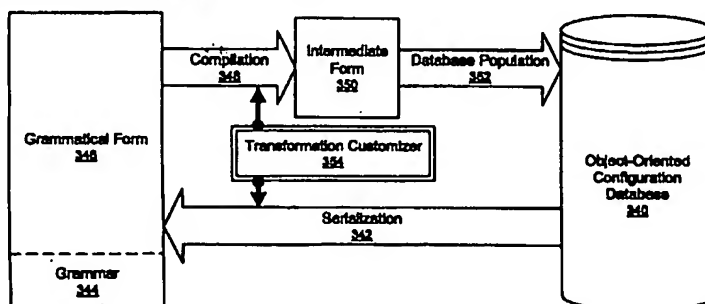 Compilation
348
Intermediate
Form
350
Database Population
352
Grammatical Form
346
Transformation Customizer
354
Object-Oriented
Configuration
Database
340
Serialization
342
Grammar
344